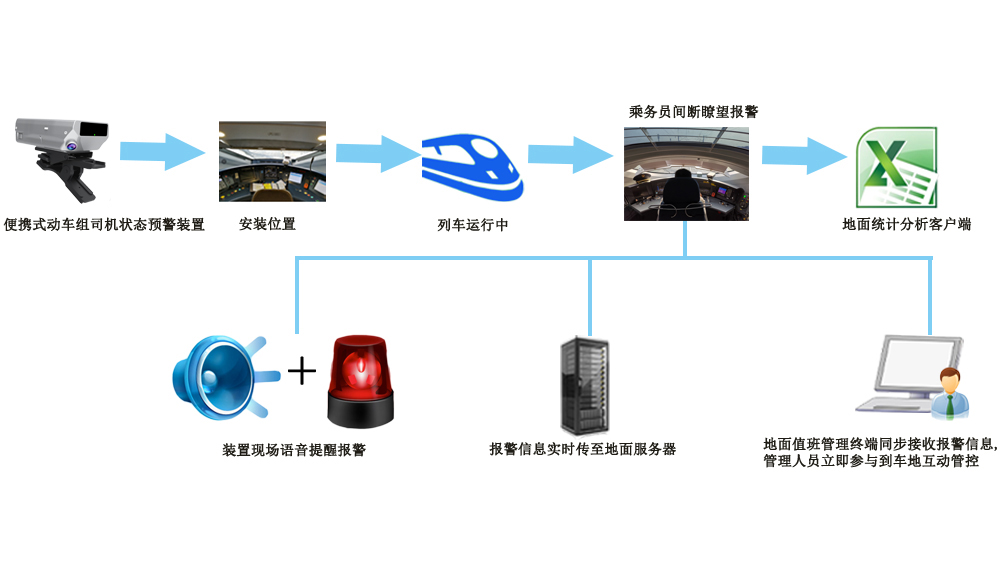 乘务员间断瞭望报警
便携式动车组司机状态预警装置
安装位置
列车运行中
地面统计分析客户端
装置现场语音提醒报警
报警信息实时传至地面服务器
地面值班管理终端同步接收报警信息,
管理人员立即参与到车地互动管控